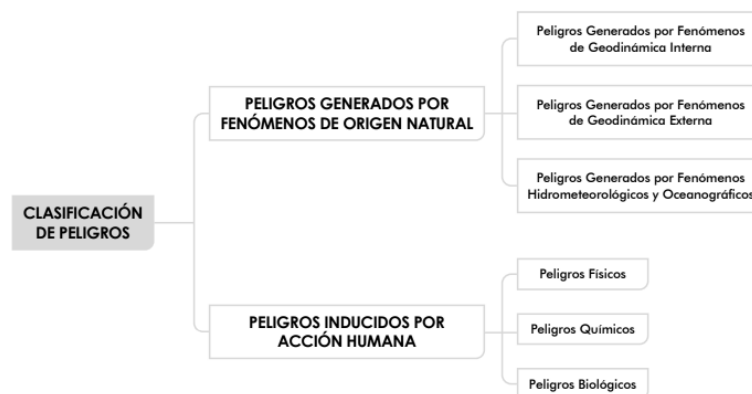 Peligros Generados por Fenómenos
de Geodinámica Interna
PELIGROS GENERADOS POR
FENÓMENOS DE ORIGEN NATURAL
Peligros Generados por Fenómenos
de Geodinámica Externa
Peligros Generados por Fenómenos
Hidrometeorológicos y Oceanográficos
CLASIFICACIÓN
DE PELIGROS
Peligros Físicos
PELIGROS INDUCIDOS POR
ACCIÓN HUMANA
Peligros Químicos
Peligros Biológicos